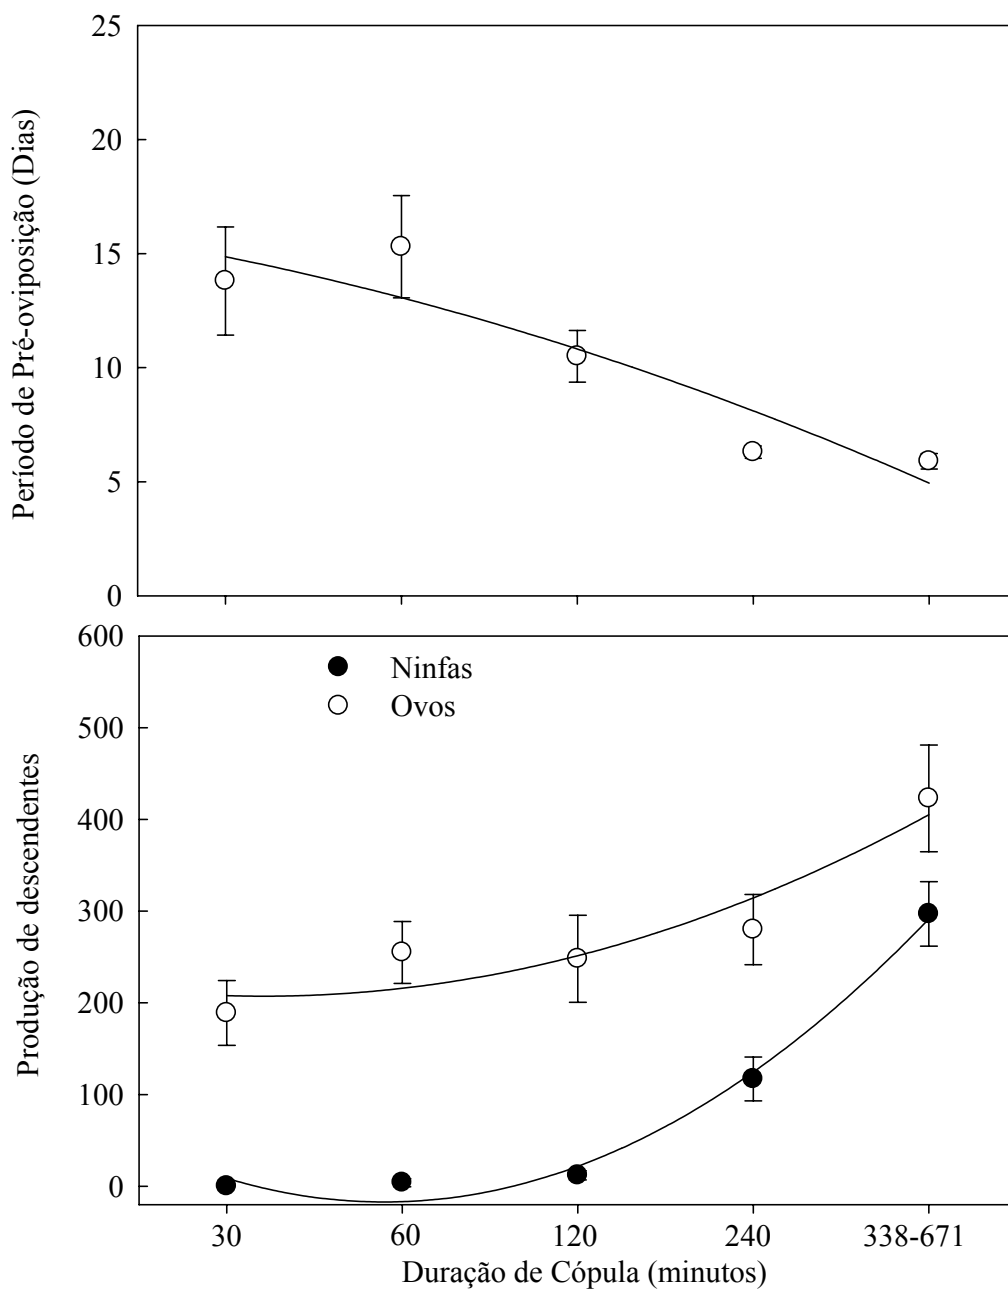 25
20
15
10
5
0
Período de Pré-oviposição (Dias)
600
500
400
300
200
100
0
Produção de descendentes
Ninfas
Ovos
30 60 120 240 338-671
Duração de Cópula (minutos)